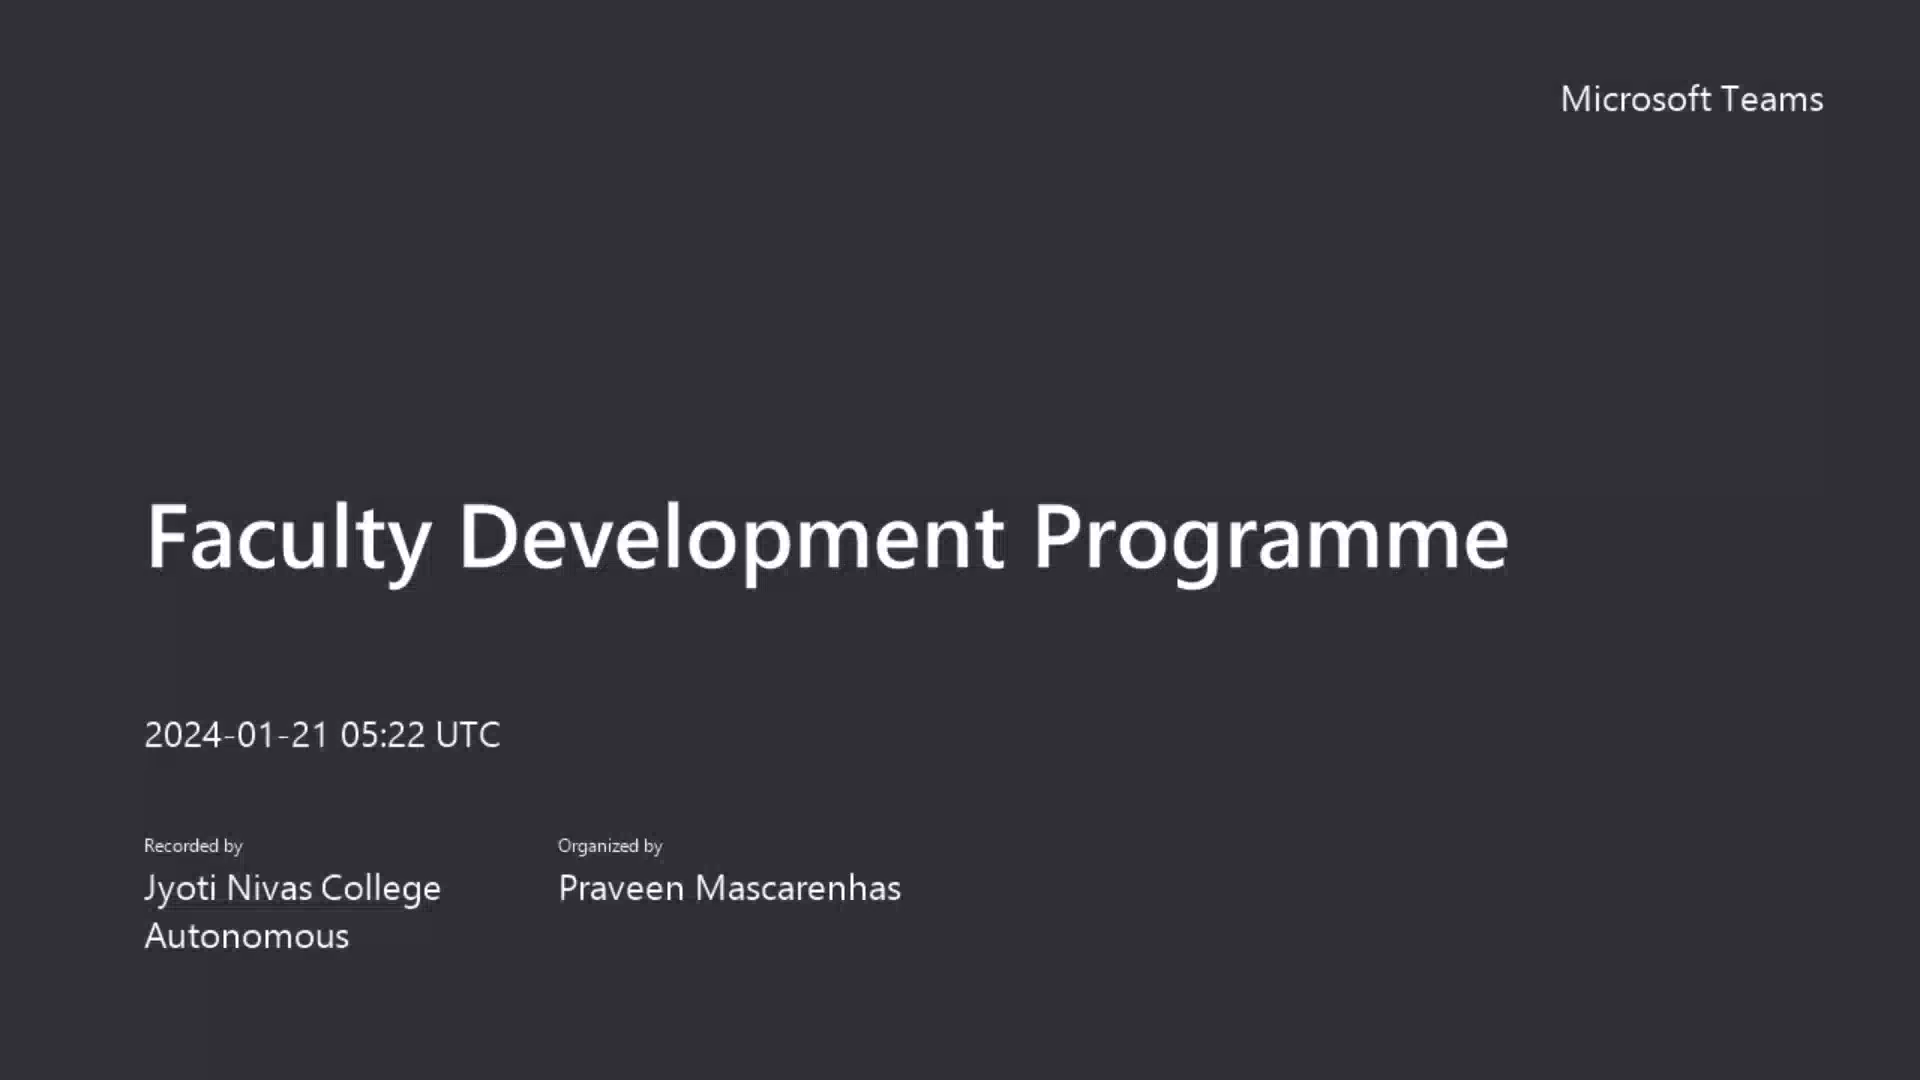 Microsoft Teams
Faculty Development Programme
2024-01-21 05:22 UTC
Recorded by
Jyoti Nivas College
Autonomous
Organized by
Praveen Mascarenhas